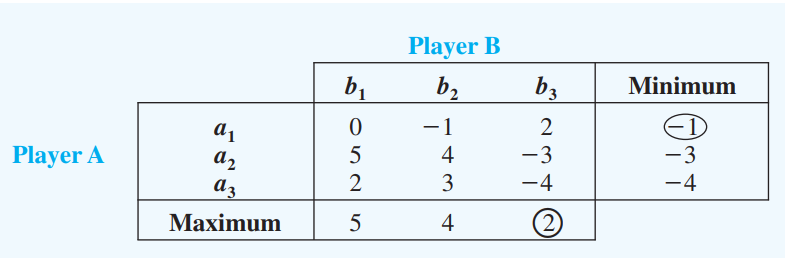 Player B
b1 b2 b3 Minimum
a1 0 −1 2 −1
Player A a2 5 4 −3 −3
a3 2 3 −4 −4
Maximum 5 4 2